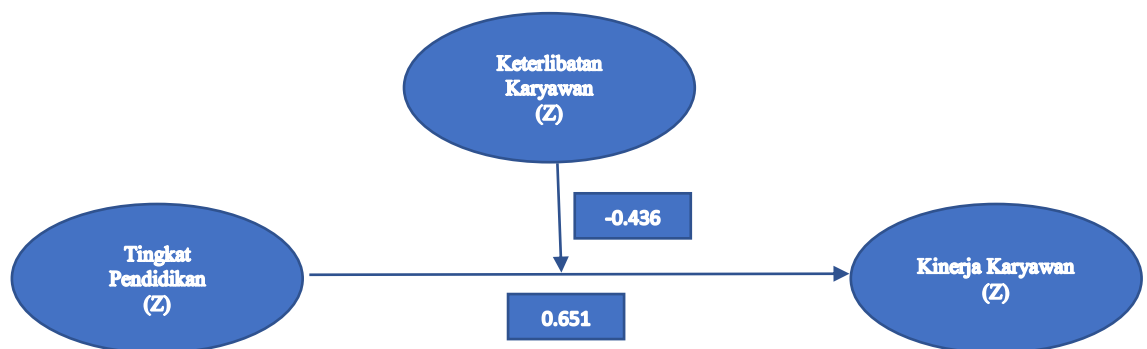 Keterlibatan
Karyawan
(Z)
-0.436
Tingkat
Pendidikan
(Z)
Kinerja Karyawan
(Z)
0.651